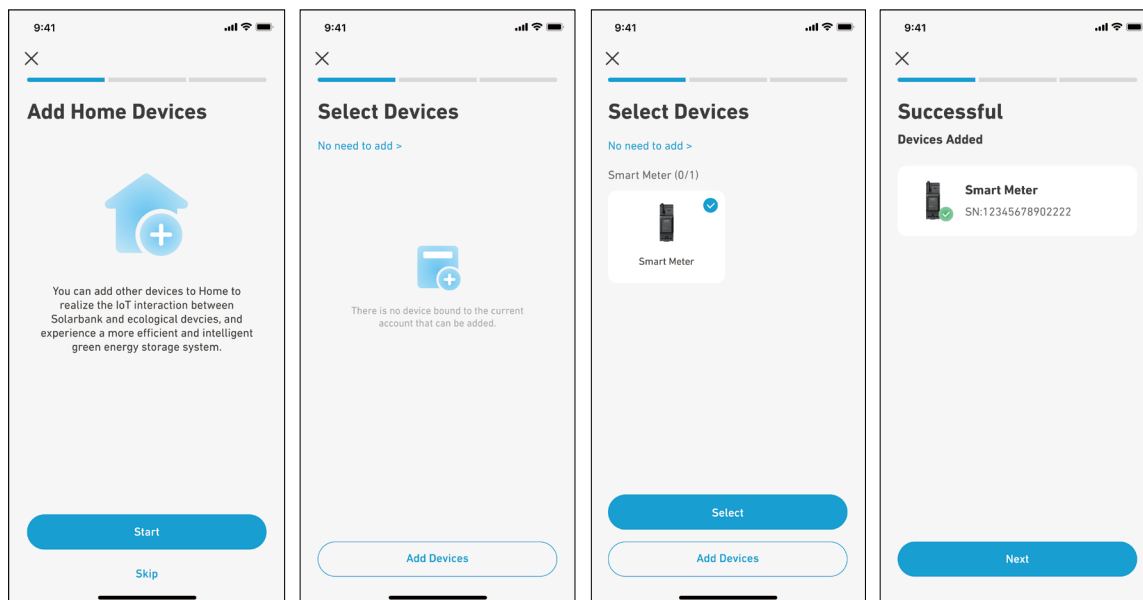 9:41
Add Home Devices
You can add other devices to Home to
realize the IoT interaction between
Solarbank and ecological devcies, and
experience a more efficient and intelligent
green energy storage system.
Start
Skip
9:41
Select Devices
No need to add >
There is no device bound to the current
account that can be added.
Add Devices
9:41
Select Devices
No need to add >
Smart Meter (0/1)
Smart Meter
Select
Add Devices
9:41
Successful
Devices Added
Smart Meter
SN:12345678902222
Next